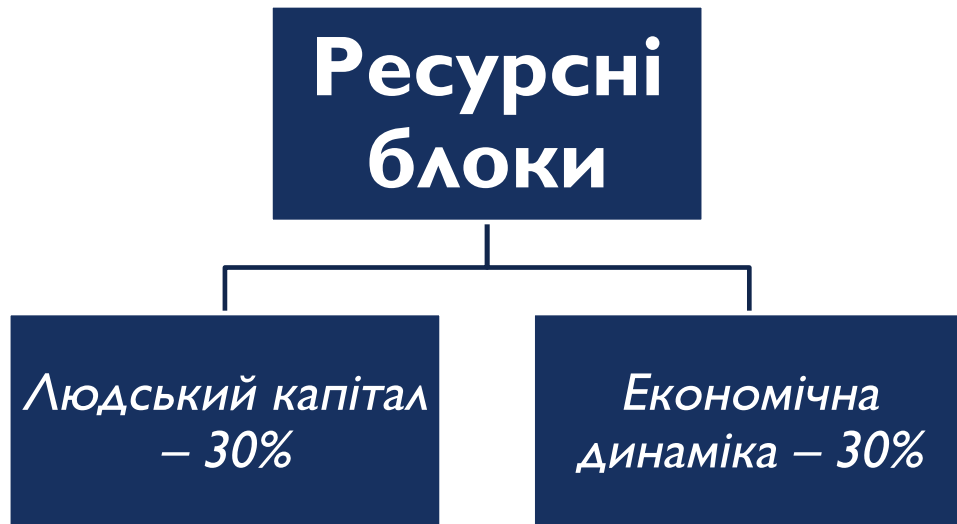 Ресурсні
блоки
Людський капітал
– 30%
Економічна
динаміка – 30%